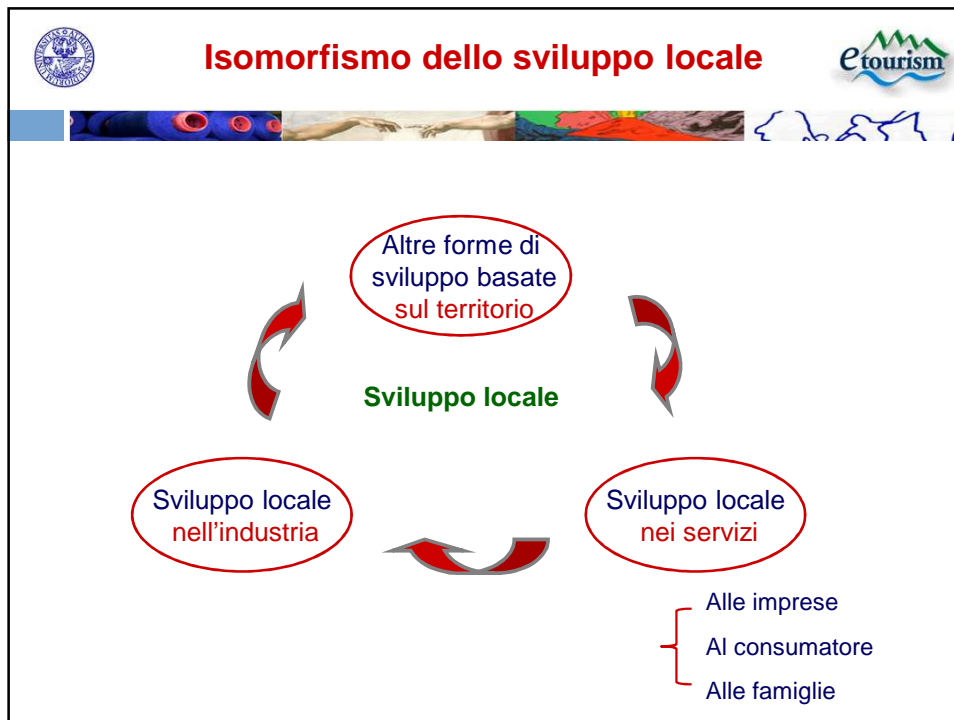 Isomorfismo dello sviluppo locale
etourism
Altre forme di
sviluppo basate
sul territorio
Sviluppo locale
Sviluppo locale
nell'industria
Sviluppo locale
nei servizi
Alle imprese
Al consumatore
Alle famiglie